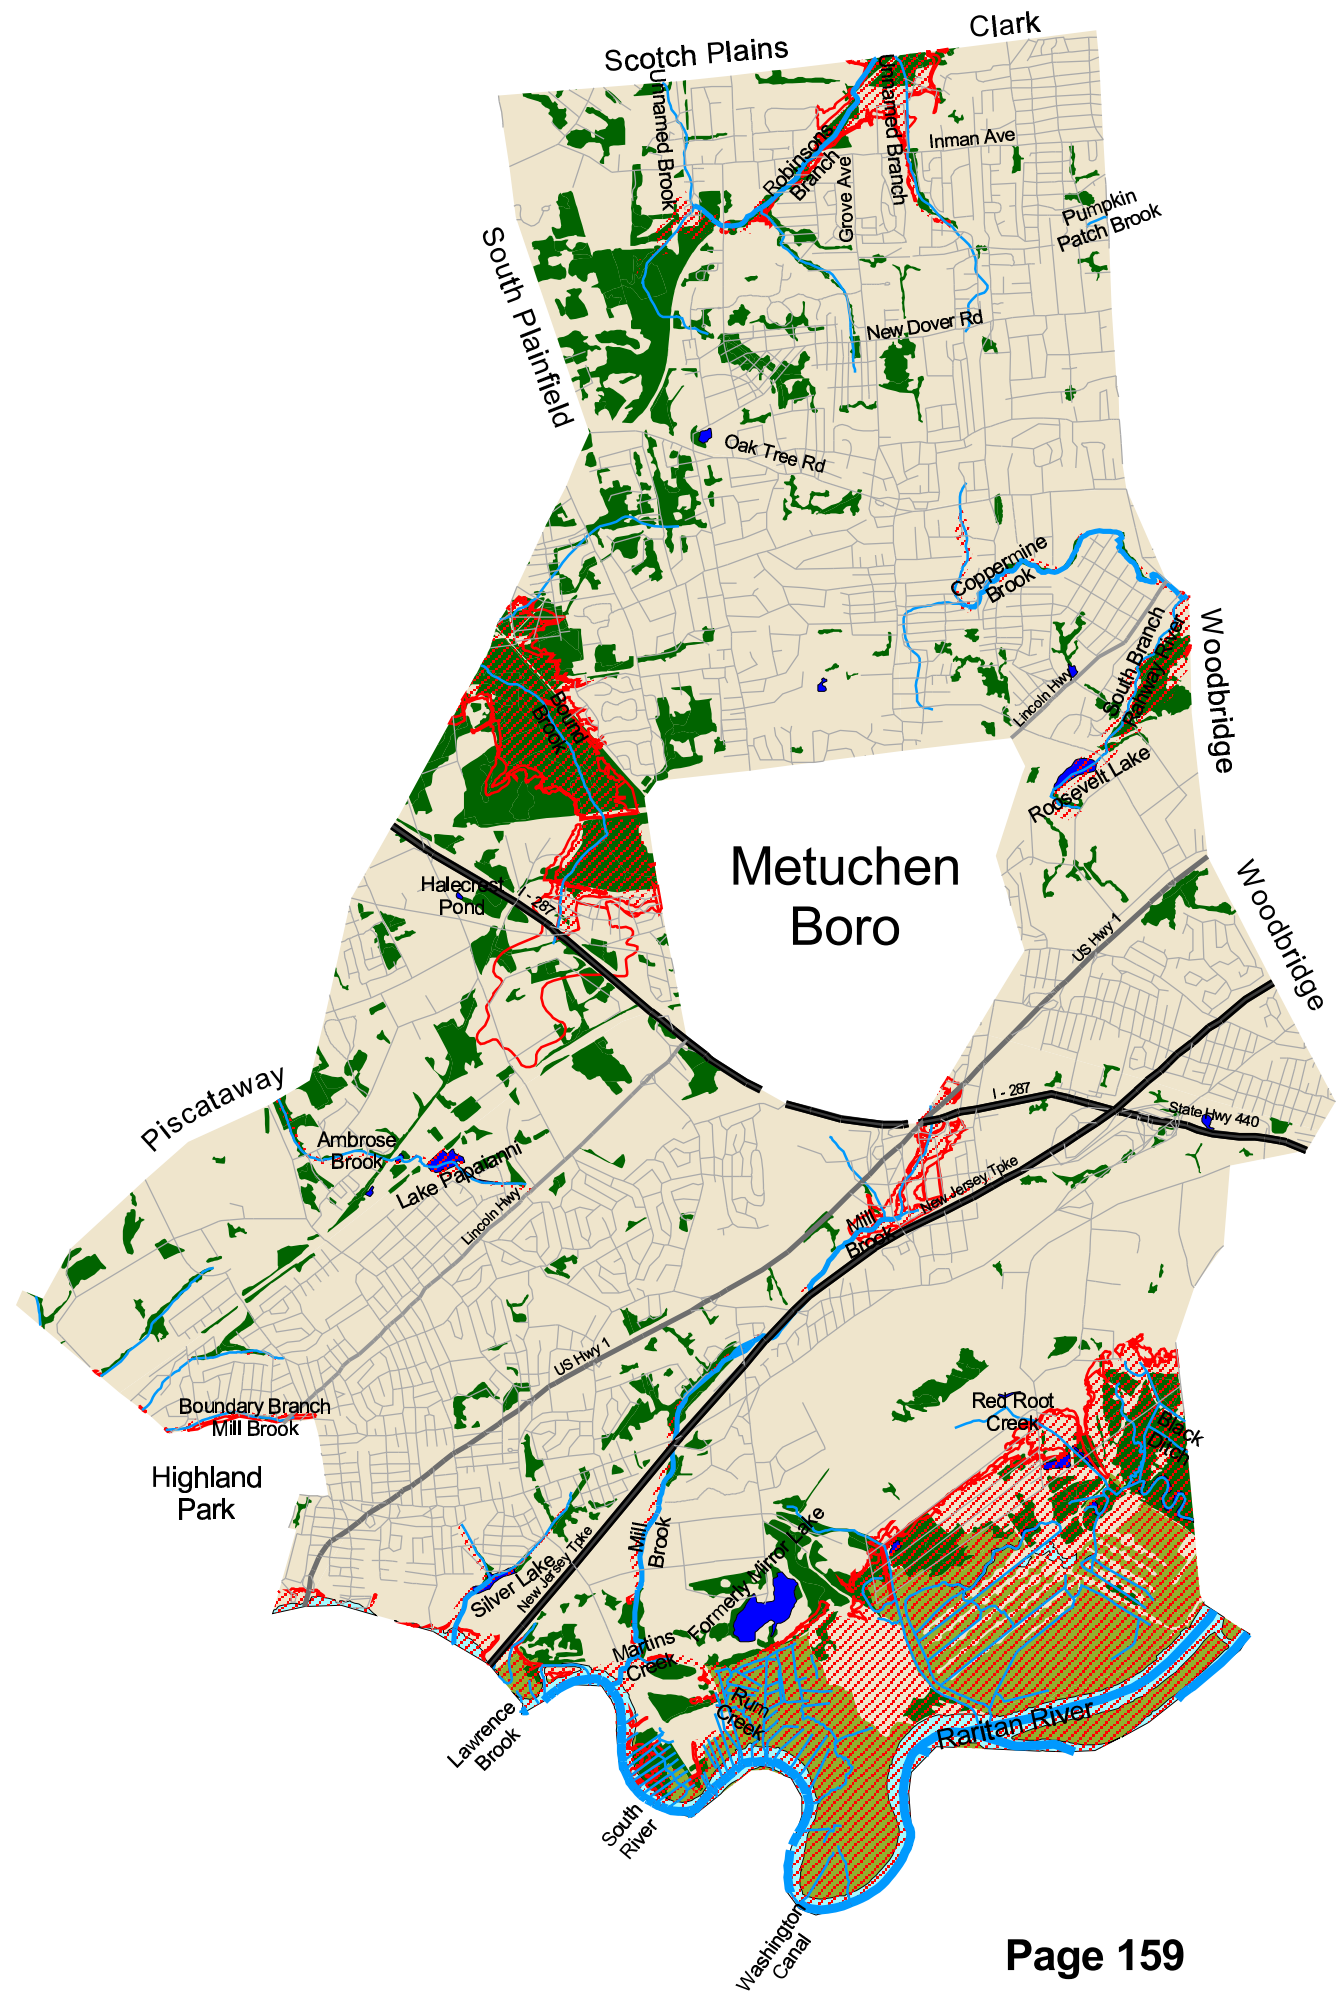 Clark
Scotch Plains
Unnamed Brook
Unnamed Branch
Robinsons
Branch
Grove Ave
Inman Ave
Pumpkin
Patch Brook
South Plainfield
New Dover Rd
Oak Tree Rd
Coppermine
Brook
Woodbridge
South Branch
Rahway River
Lincoln Hwy
Bound
Brook
Roosevelt Lake
Metuchen
Boro
Halecrest
Pond
I - 287
US Hwy 1
Woodbridge
Piscataway
I - 287
State Hwy 440
Ambrose
Brook
Lake Papaianni
Lincoln Hwy
New Jersey Tpke
Mill
Brook
US Hwy 1
Boundary Branch
Mill Brook
Red Root
Creek
Black
Ditch
Highland
Park
Mill
Brook
Formerly Mirror Lake
Silver Lake
New Jersey Tpke
Martins
Creek
Rum
Creek
Raritan River
Lawrence
Brook
South
River
Washington
Canal
Page 159